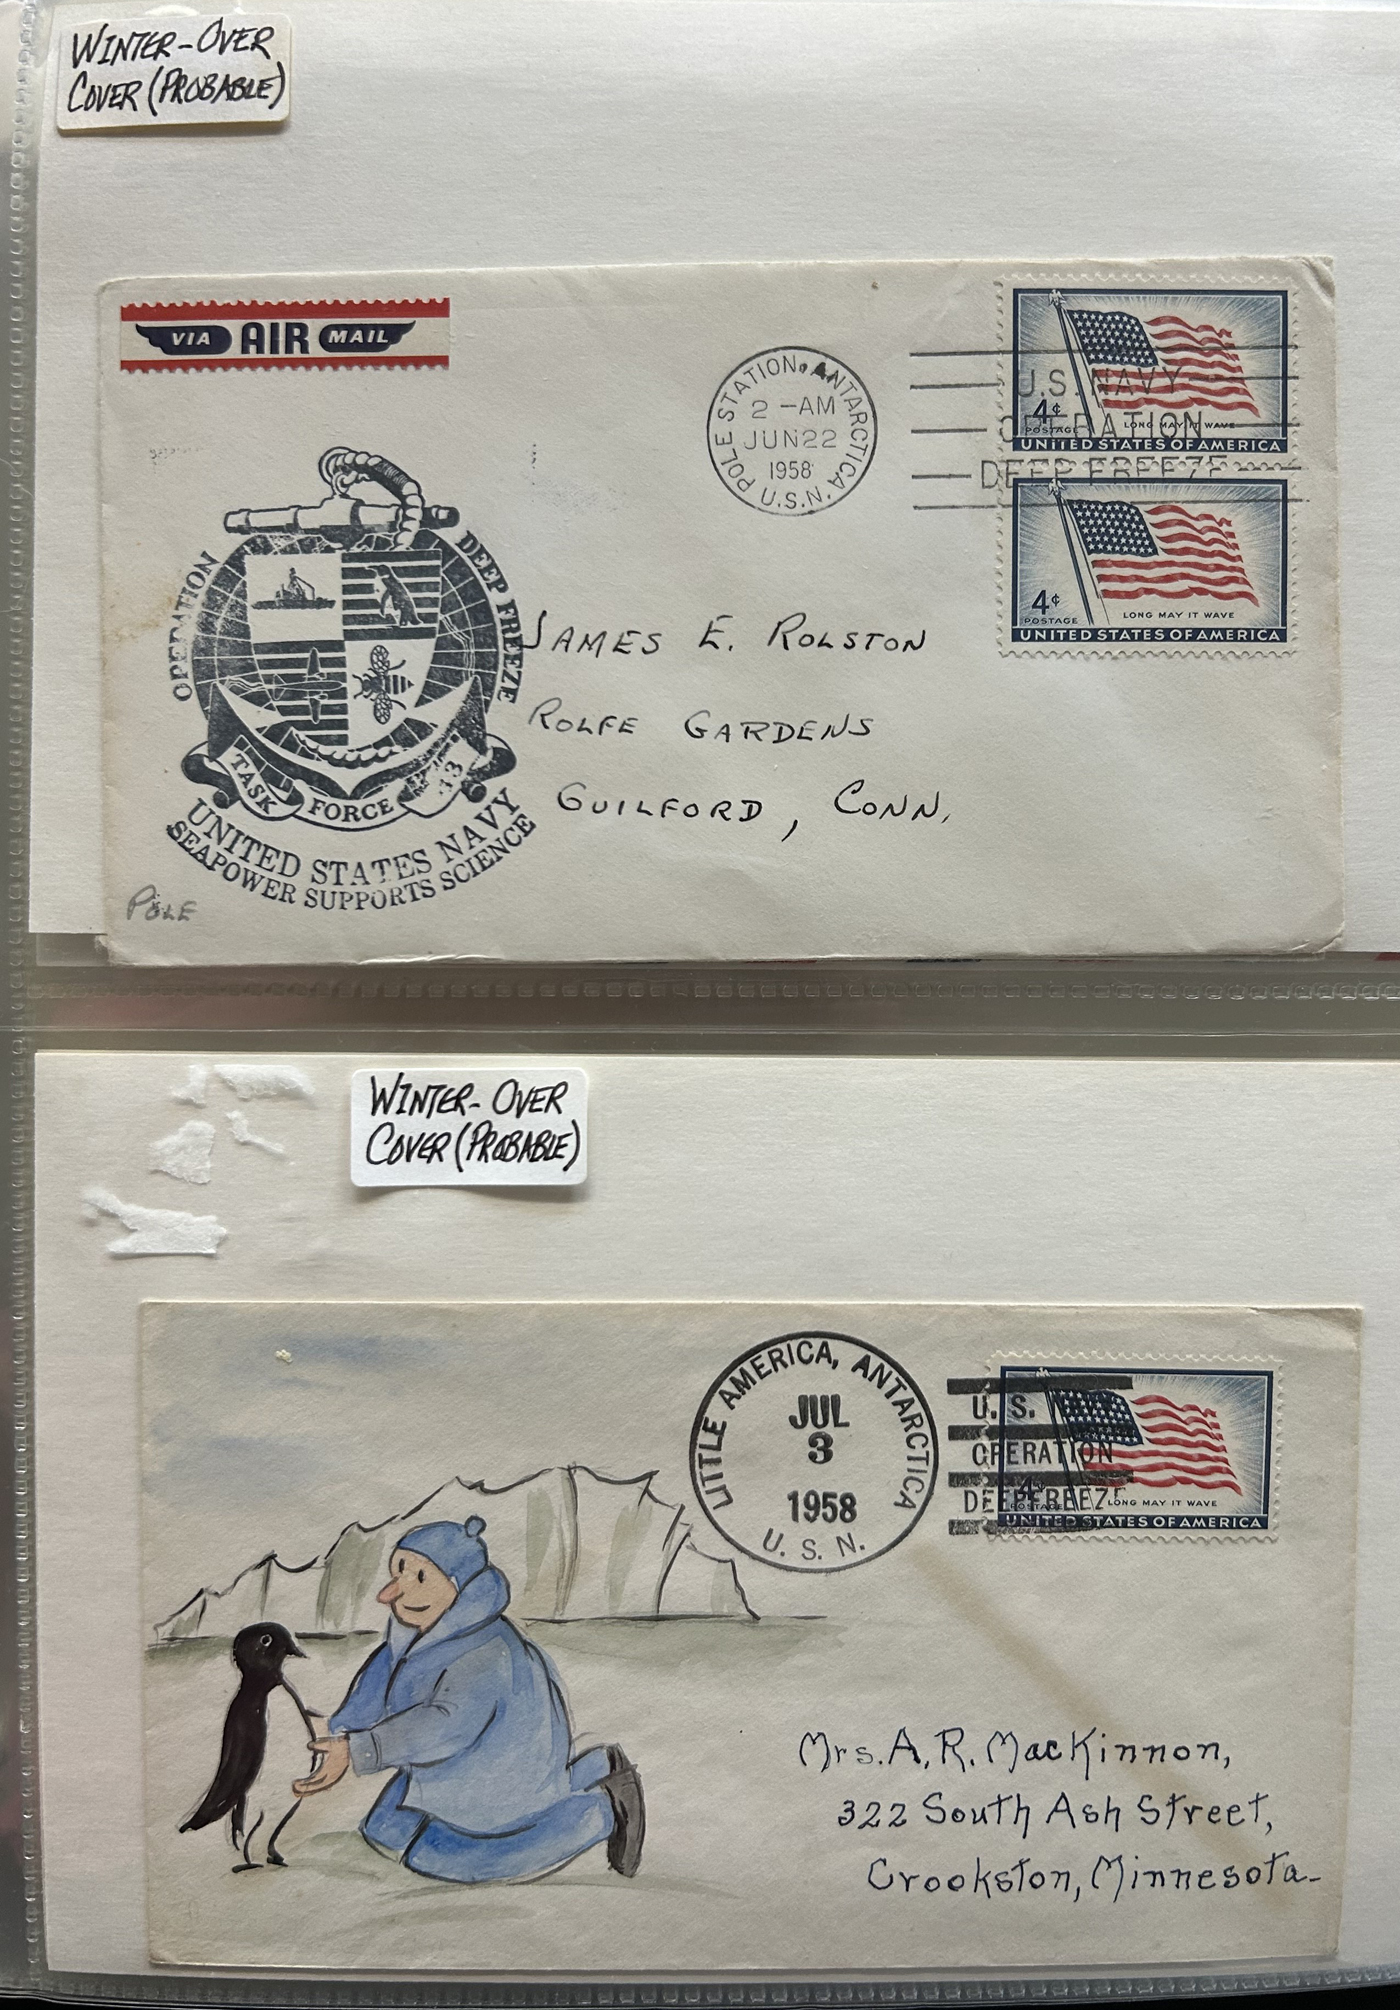 WINTER-OVER
COVER (PROBABLE)
VIA AIR MAIL
POLE STATION, ANTARCTICA
2 -AM
JUN 22
1958
U.S.N.
U.S. NAVY
OPERATION
DEEP FREEZE
4¢
POSTAGE
LONG MAY IT WAVE
UNITED STATES OF AMERICA
4¢
POSTAGE
LONG MAY IT WAVE
UNITED STATES OF AMERICA
OPERATION DEEP FREEZE
TASK FORCE 43
UNITED STATES NAVY
SEAPOWER SUPPORTS SCIENCE
JAMES E. ROLSTON
ROLFE GARDENS
GUILFORD, CONN.
POLE
WINTER-OVER
COVER (PROBABLE)
LITTLE AMERICA, ANTARCTICA
JUL
3
1958
U. S. N.
U. S. NAVY
OPERATION
DEEP FREEZE
4¢
POSTAGE
LONG MAY IT WAVE
UNITED STATES OF AMERICA
Mrs. A. R. MacKinnon,
322 South Ash Street,
Crookston, Minnesota-